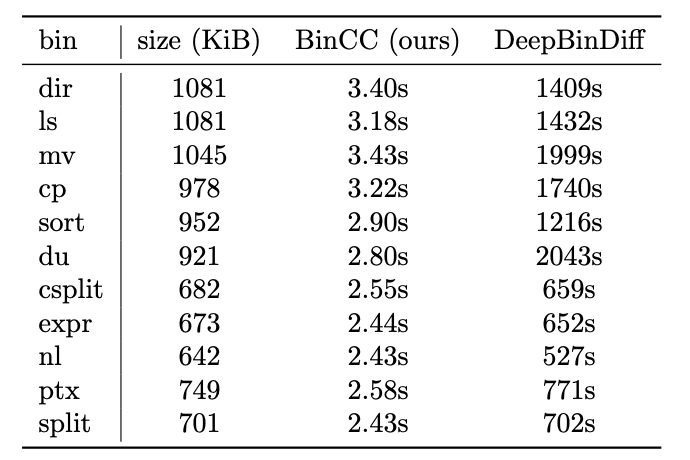 bin size (KiB) BinCC (ours) DeepBinDiff
dir 1081 3.40s 1409s
ls 1081 3.18s 1432s
mv 1045 3.43s 1999s
cp 978 3.22s 1740s
sort 952 2.90s 1216s
du 921 2.80s 2043s
csplit 682 2.55s 659s
expr 673 2.44s 652s
nl 642 2.43s 527s
ptx 749 2.58s 771s
split 701 2.43s 702s